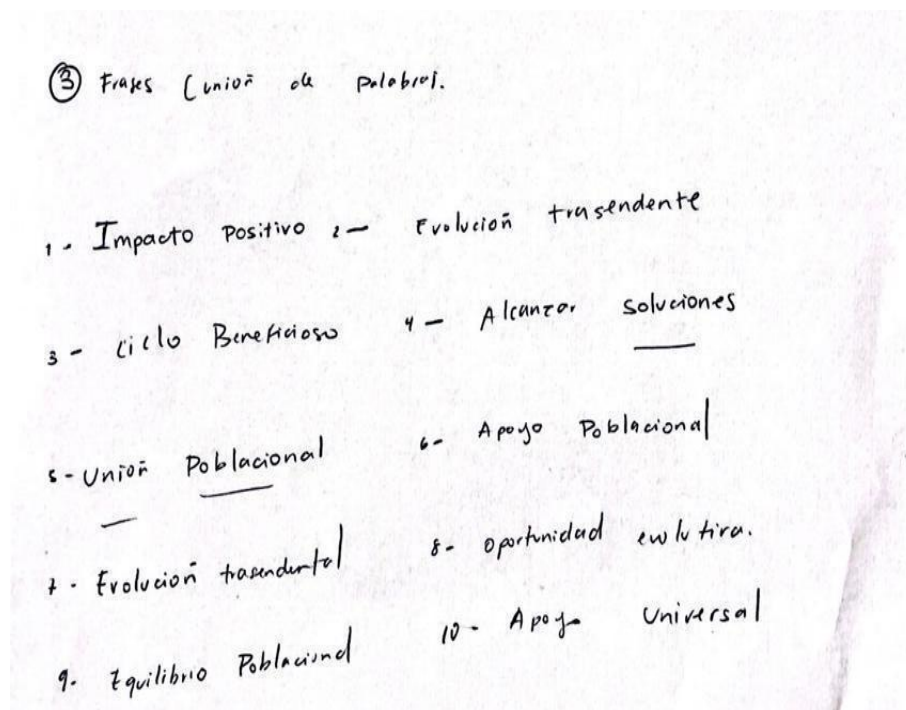 ③ Frases (unión de Palabras).
1- Impacto Positivo 2- Evolución trasendente
3- Ciclo Beneficioso 4- Alcanzar Soluciones
5- Unión Poblacional 6- Apoyo Poblacional
7- Evolución trasendental 8- Oportunidad evolutiva.
9- Equilibrio Poblacional 10- Apoyo Universal